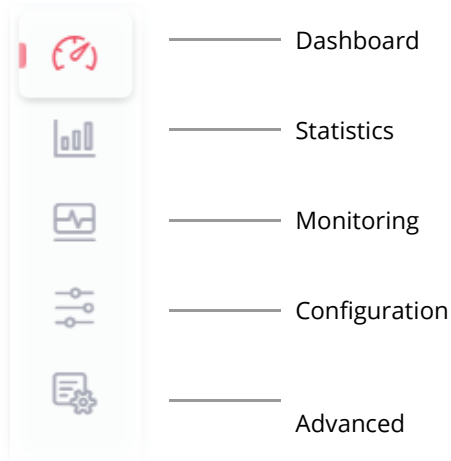 Dashboard
Statistics
Monitoring
Configuration
Advanced